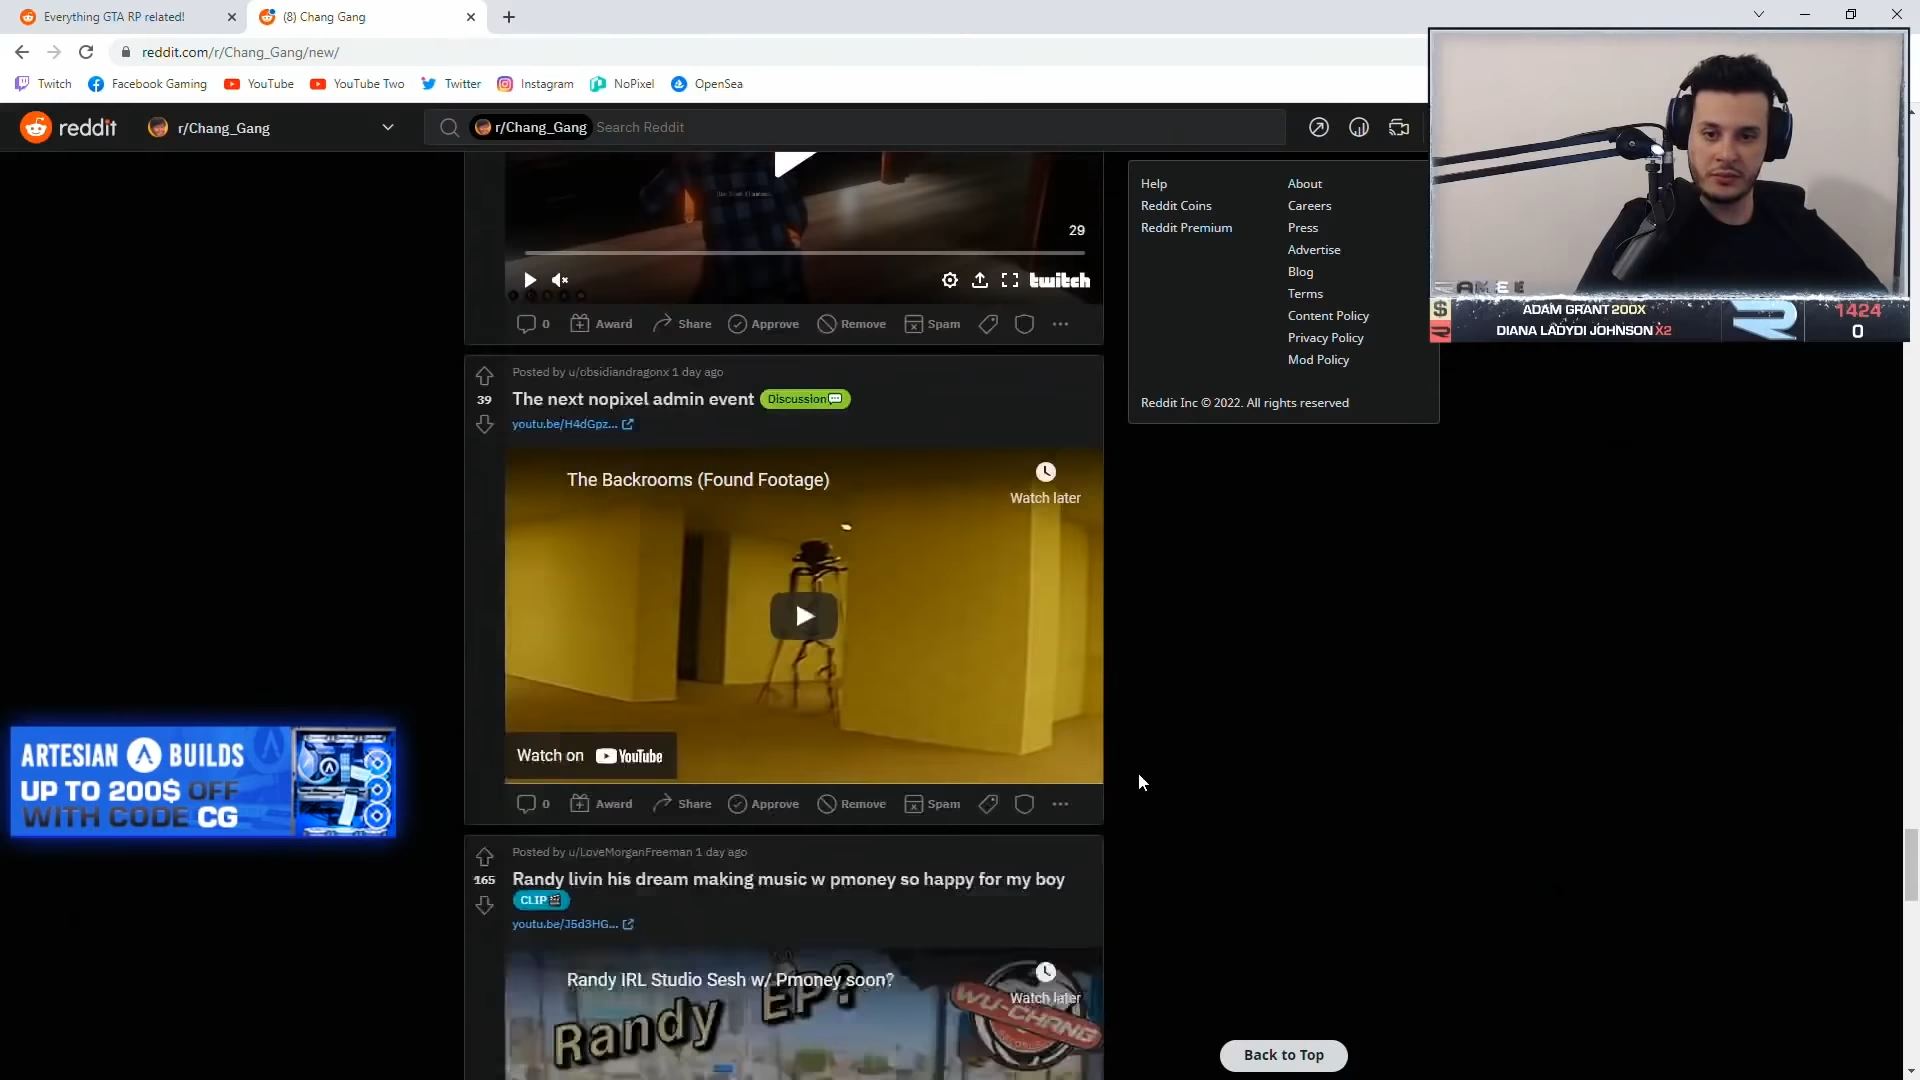 Everything GTA RP related!
(8) Chang Gang
reddit.com/r/Chang_Gang/new/
Twitch
Facebook Gaming
YouTube
YouTube Two
Twitter
Instagram
NoPixel
OpenSea
reddit
r/Chang_Gang
r/Chang_Gang
Search Reddit
29
twitch
0
Award
Share
Approve
Remove
Spam
Help
Reddit Coins
Reddit Premium
About
Careers
Press
Advertise
Blog
Terms
Content Policy
Privacy Policy
Mod Policy
Reddit Inc © 2022. All rights reserved
ADAM GRANT 200X
DIANA LADYDI JOHNSON X2
1424
0
Posted by u/obsidiandragonx 1 day ago
39
The next nopixel admin event
Discussion
youtu.be/H4dGpz...
The Backrooms (Found Footage)
Watch later
Watch on YouTube
0
Award
Share
Approve
Remove
Spam
ARTESIAN BUILDS
UP TO 200$ OFF
WITH CODE CG
Posted by u/LoveMorganFreeman 1 day ago
165
Randy livin his dream making music w pmoney so happy for my boy
CLIP
youtu.be/J5d3HG...
Randy IRL Studio Sesh w/ Pmoney soon?
Watch later
Randy EP?
WU-CHANG
Back to Top